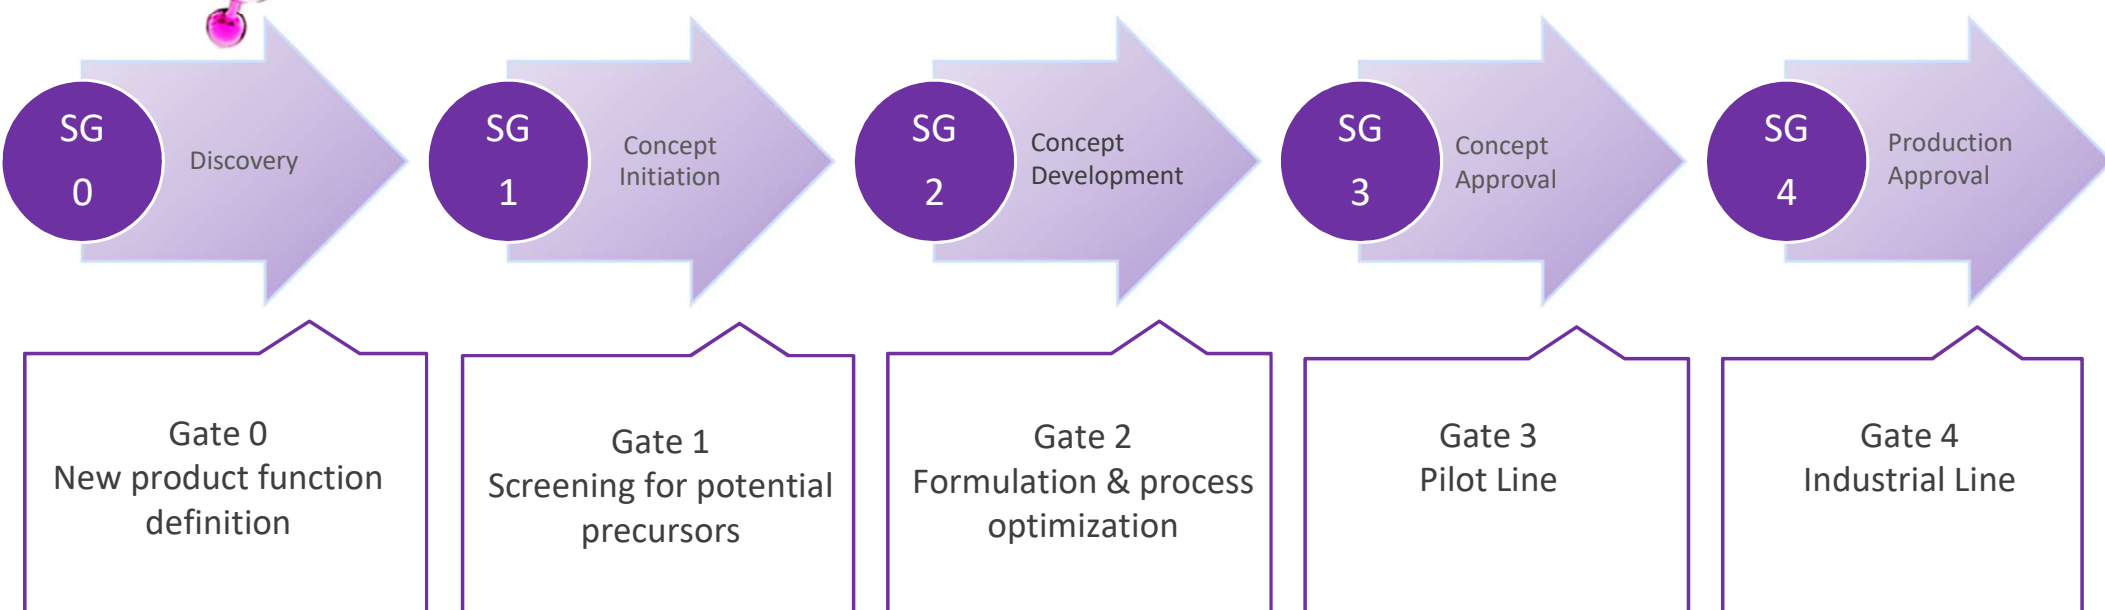 SG
0
Discovery
SG
1
Concept
Initiation
SG
2
Concept
Development
SG
3
Concept
Approval
SG
4
Production
Approval
Gate 0
New product function
definition
Gate 1
Screening for potential
precursors
Gate 2
Formulation & process
optimization
Gate 3
Pilot Line
Gate 4
Industrial Line